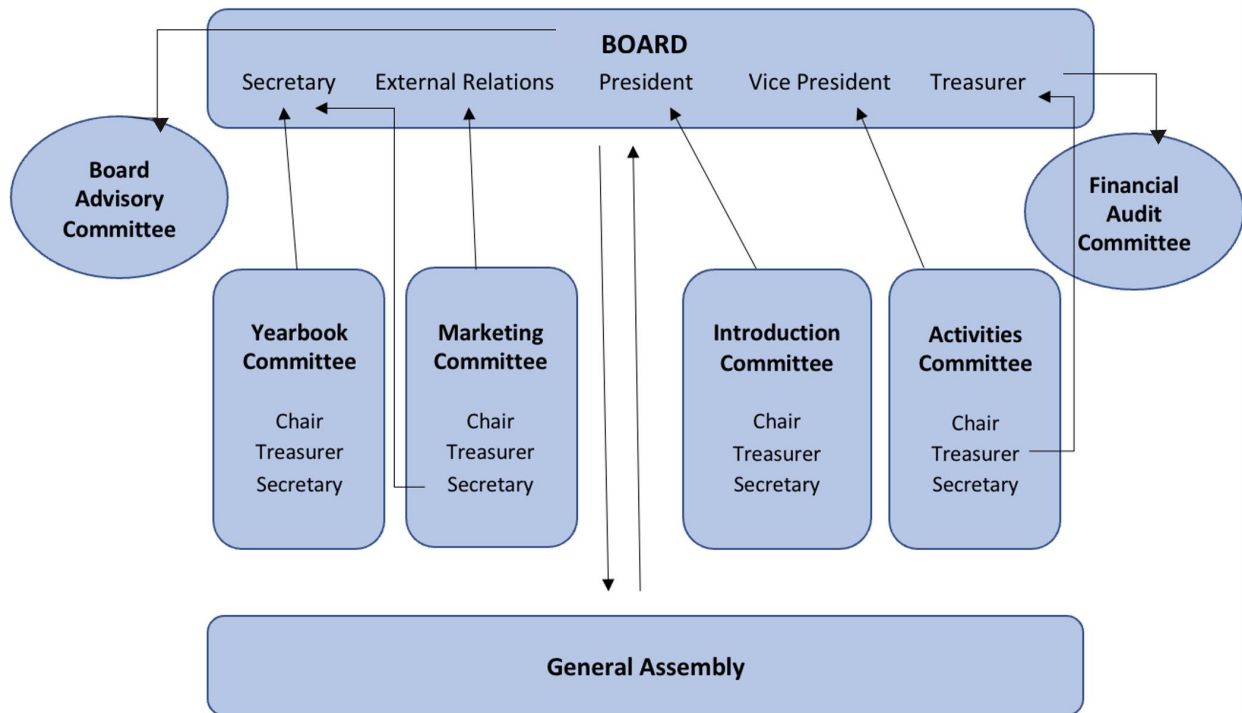 BOARD
Secretary External Relations President Vice President Treasurer
Board
Advisory
Committee
Financial
Audit
Committee
Yearbook
Committee
Chair
Treasurer
Secretary
Marketing
Committee
Chair
Treasurer
Secretary
Introduction
Committee
Chair
Treasurer
Secretary
Activities
Committee
Chair
Treasurer
Secretary
General Assembly